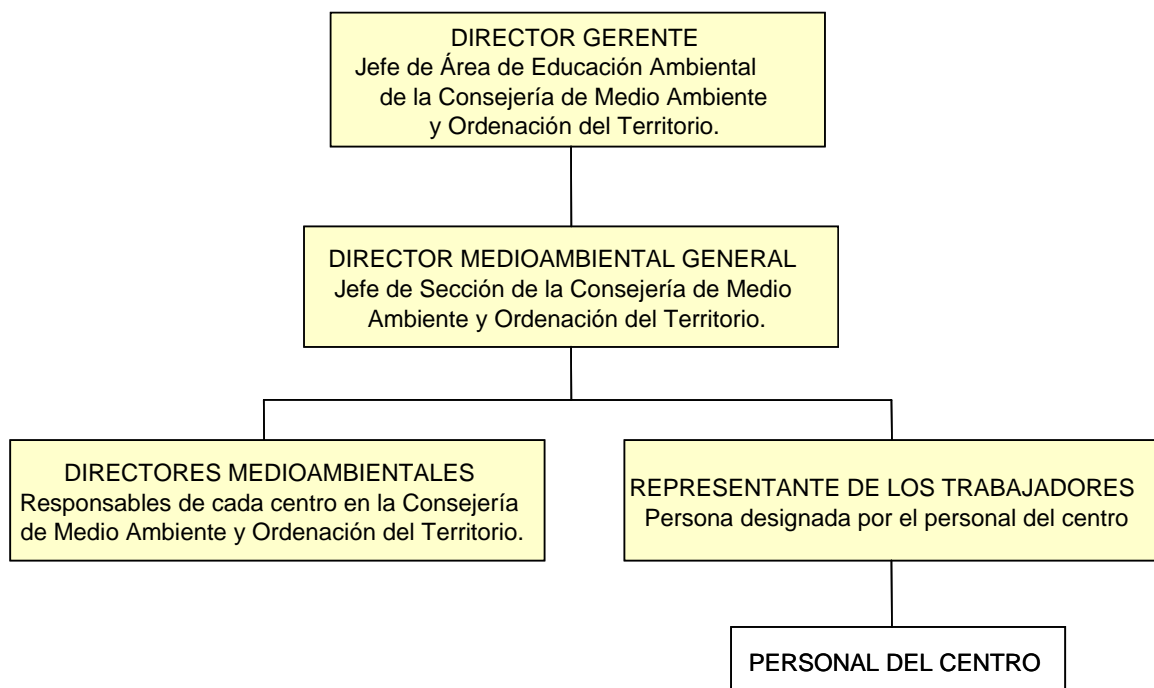 DIRECTOR GERENTE
Jefe de Área de Educación Ambiental
de la Consejería de Medio Ambiente
y Ordenación del Territorio.
DIRECTOR MEDIOAMBIENTAL GENERAL
Jefe de Sección de la Consejería de Medio
Ambiente y Ordenación del Territorio.
DIRECTORES MEDIOAMBIENTALES
Responsables de cada centro en la Consejería
de Medio Ambiente y Ordenación del Territorio.
REPRESENTANTE DE LOS TRABAJADORES
Persona designada por el personal del centro
PERSONAL DEL CENTRO